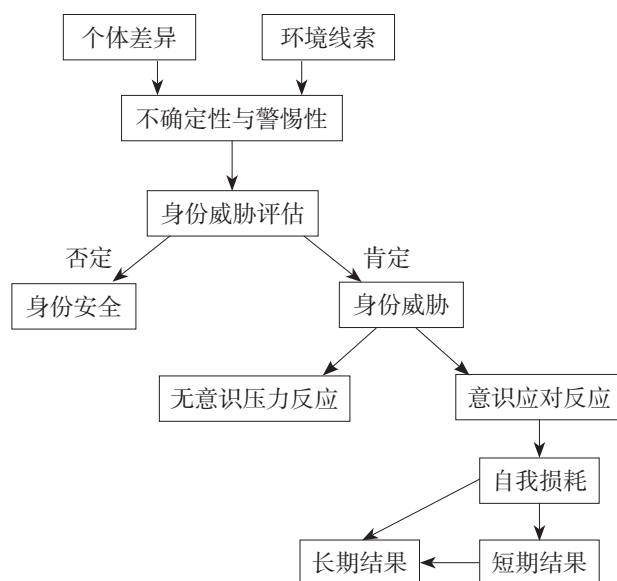 个体差异
环境线索
不确定性与警惕性
身份威胁评估
否定
肯定
身份安全
身份威胁
无意识压力反应
意识应对反应
自我损耗
长期结果
短期结果